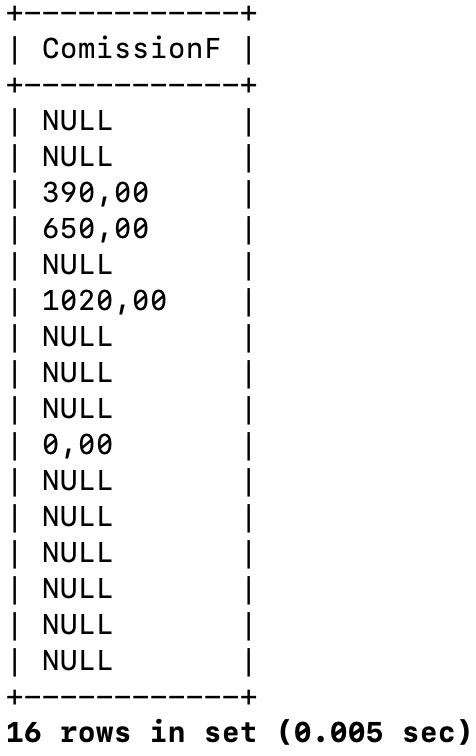 +-------------+
| ComissionF |
+-------------+
| NULL |
| NULL |
| 390,00 |
| 650,00 |
| NULL |
| 1020,00 |
| NULL |
| NULL |
| NULL |
| 0,00 |
| NULL |
| NULL |
| NULL |
| NULL |
| NULL |
| NULL |
+-------------+
16 rows in set (0.005 sec)